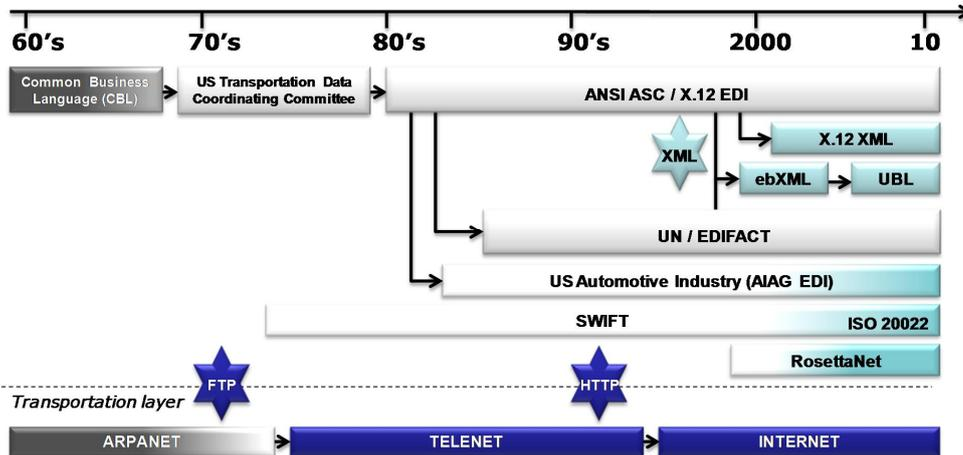 60's 70's 80's 90's 2000 10
Common Business
Language (CBL)
US Transportation Data
Coordinating Committee
ANSI ASC / X.12 EDI
XML
X.12 XML
ebXML
UBL
UN / EDIFACT
US Automotive Industry (AIAG EDI)
SWIFT
ISO 20022
RosettaNet
FTP
HTTP
Transportation layer
ARPANET
TELENET
INTERNET